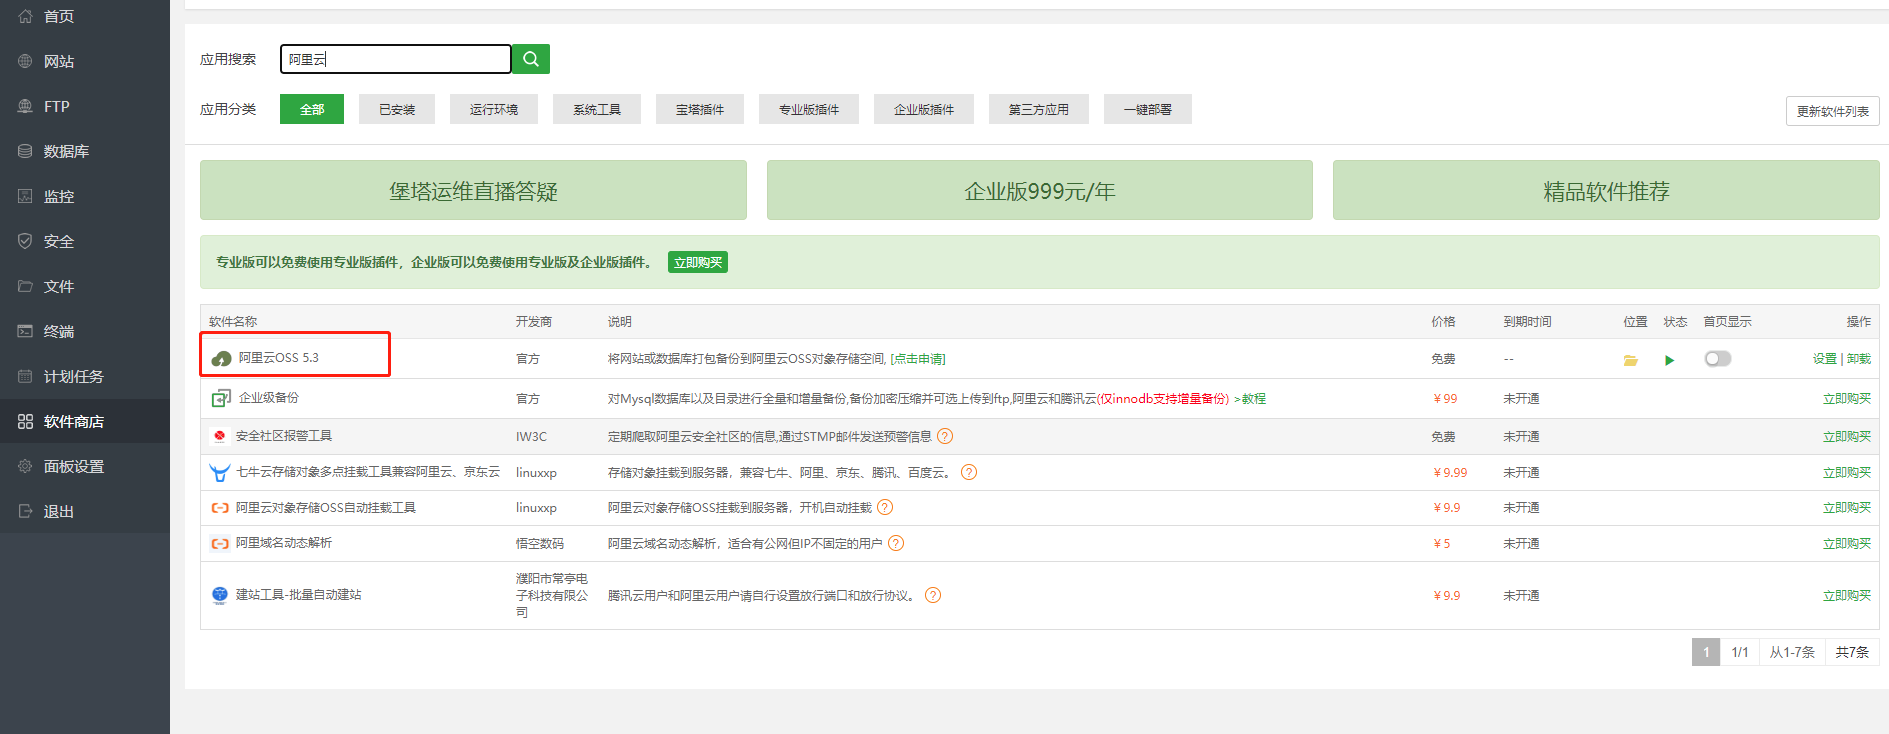 首页
网站
FTP
数据库
监控
安全
文件
终端
计划任务
软件商店
面板设置
退出
应用搜索
阿里云
应用分类
全部
已安装
运行环境
系统工具
宝塔插件
专业版插件
企业版插件
第三方应用
一键部署
更新软件列表
堡塔运维直播答疑
企业版999元/年
精品软件推荐
专业版可以免费使用专业版插件，企业版可以免费使用专业版及企业版插件。 立即购买
软件名称 开发商 说明 价格 到期时间 位置 状态 首页显示 操作
阿里云OSS 5.3 官方 将网站或数据库打包备份到阿里云OSS对象存储空间, [点击申请] 免费 -- 设置 | 卸载
企业级备份 官方 对Mysql数据库以及目录进行全量和增量备份,备份加密压缩并可选上传到ftp,阿里云和腾讯云(仅innodb支持增量备份) >教程 ￥99 未开通 立即购买
安全社区报警工具 IW3C 定期爬取阿里云安全社区的信息,通过STMP邮件发送预警信息 ? 免费 未开通 立即购买
七牛云存储对象多点挂载工具兼容阿里云、京东云 linuxxp 存储对象挂载到服务器，兼容七牛、阿里、京东、腾讯、百度云。 ? ￥9.99 未开通 立即购买
阿里云对象存储OSS自动挂载工具 linuxxp 阿里云对象存储OSS挂载到服务器，开机自动挂载 ? ￥9.9 未开通 立即购买
阿里域名动态解析 悟空数码 阿里云域名动态解析，适合有公网但IP不固定的用户 ? ￥5 未开通 立即购买
建站工具-批量自动建站 濮阳市常亭电子科技有限公司 腾讯云用户和阿里云用户请自行设置放行端口和放行协议。 ? ￥9.9 未开通 立即购买
1 1/1 从1-7条 共7条